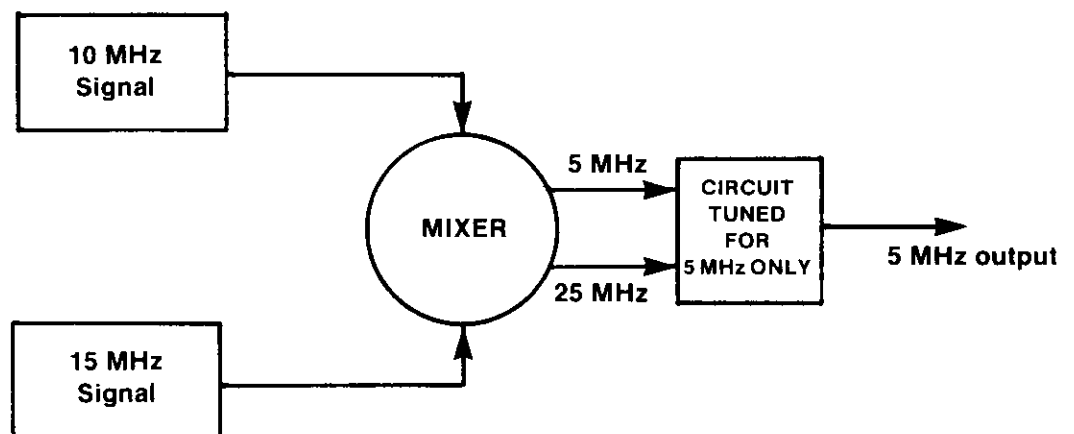 10 MHz
Signal
MIXER
5 MHz
25 MHz
CIRCUIT
TUNED
FOR
5 MHz ONLY
5 MHz output
15 MHz
Signal